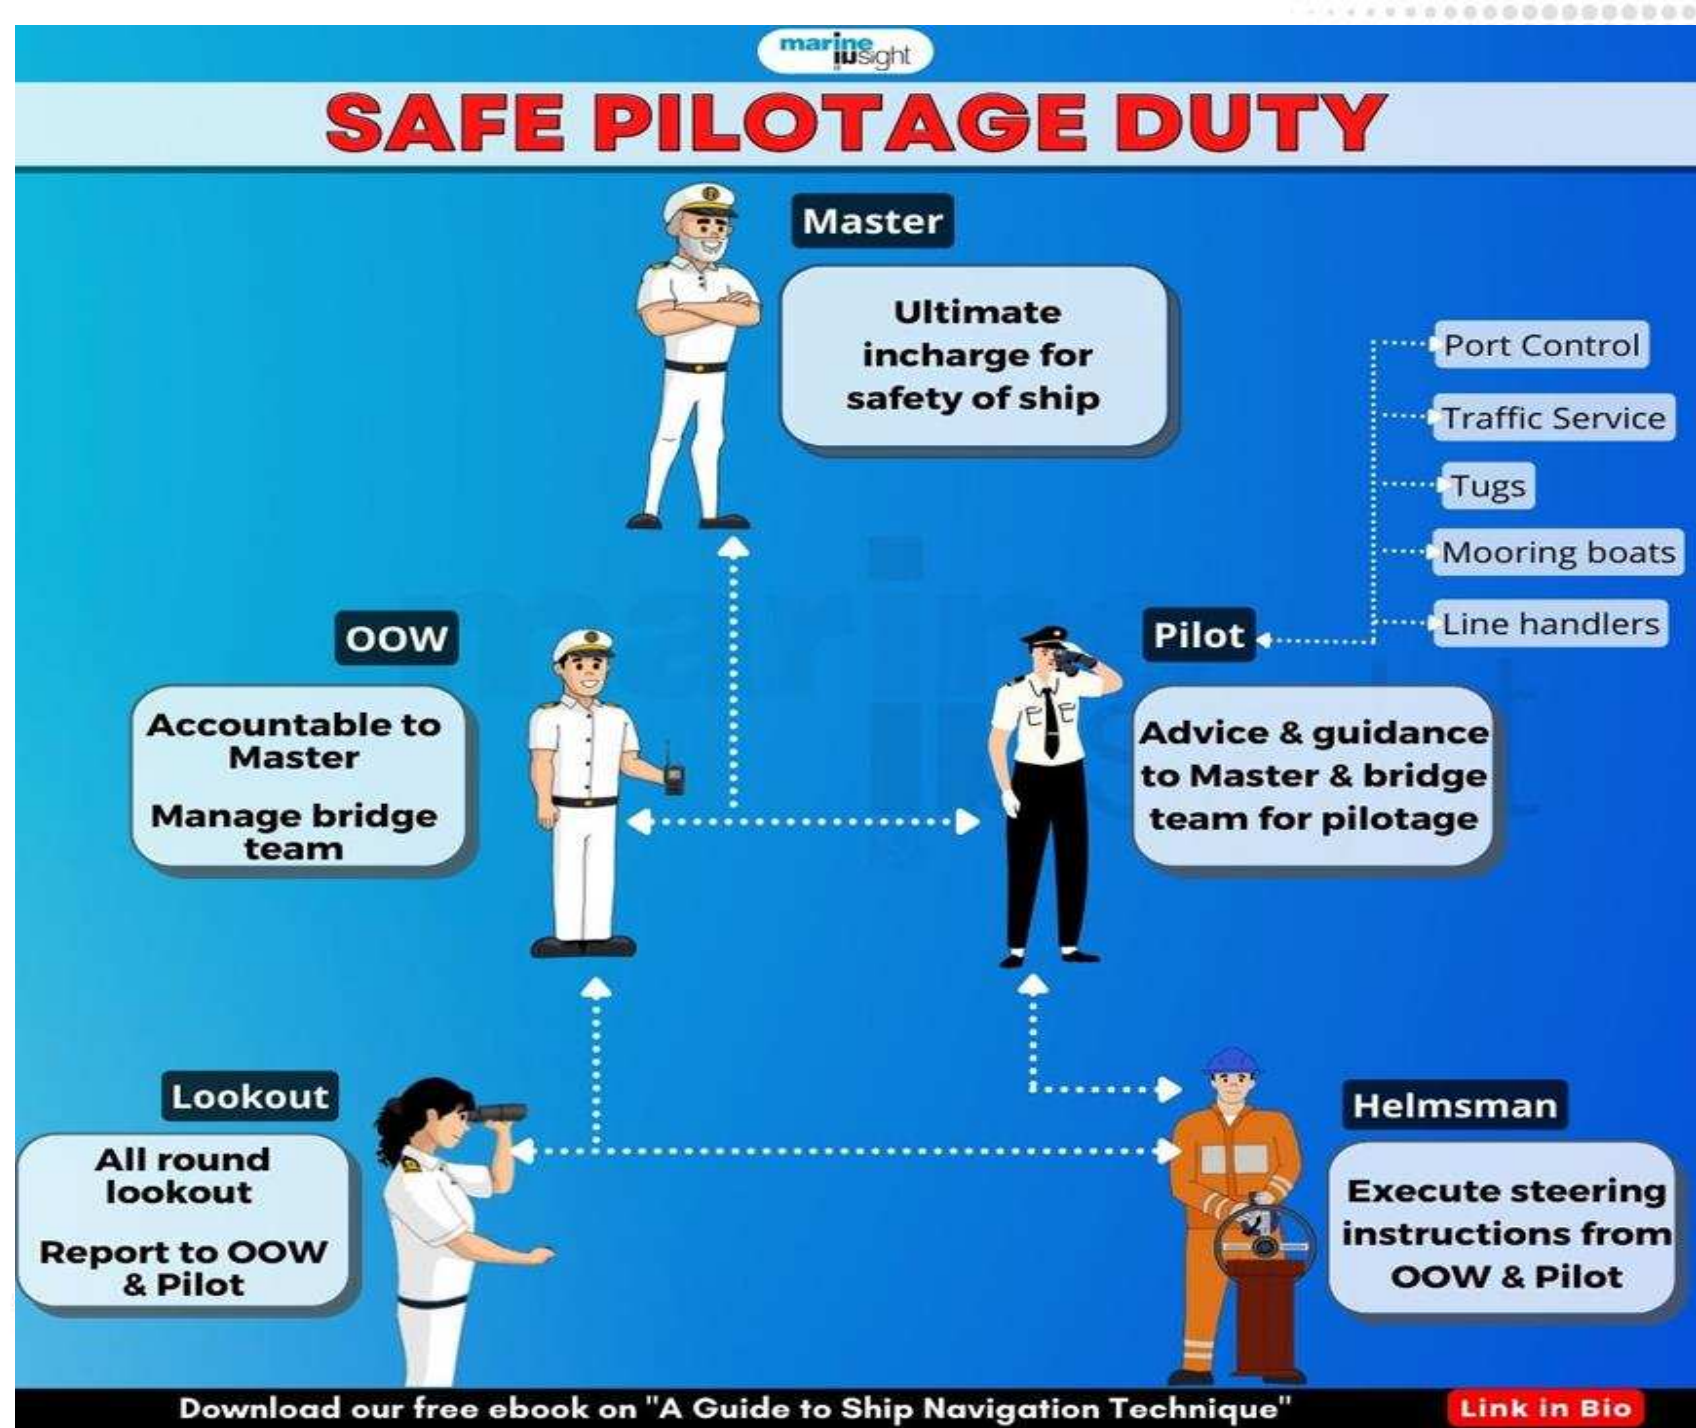 marine
insight
SAFE PILOTAGE DUTY
Master
Ultimate
incharge for
safety of ship
Port Control
Traffic Service
Tugs
Mooring boats
Line handlers
OOW
Accountable to
Master
Manage bridge
team
Pilot
Advice & guidance
to Master & bridge
team for pilotage
Lookout
All round
lookout
Report to OOW
& Pilot
Helmsman
Execute steering
instructions from
OOW & Pilot
Download our free ebook on "A Guide to Ship Navigation Technique"
Link in Bio